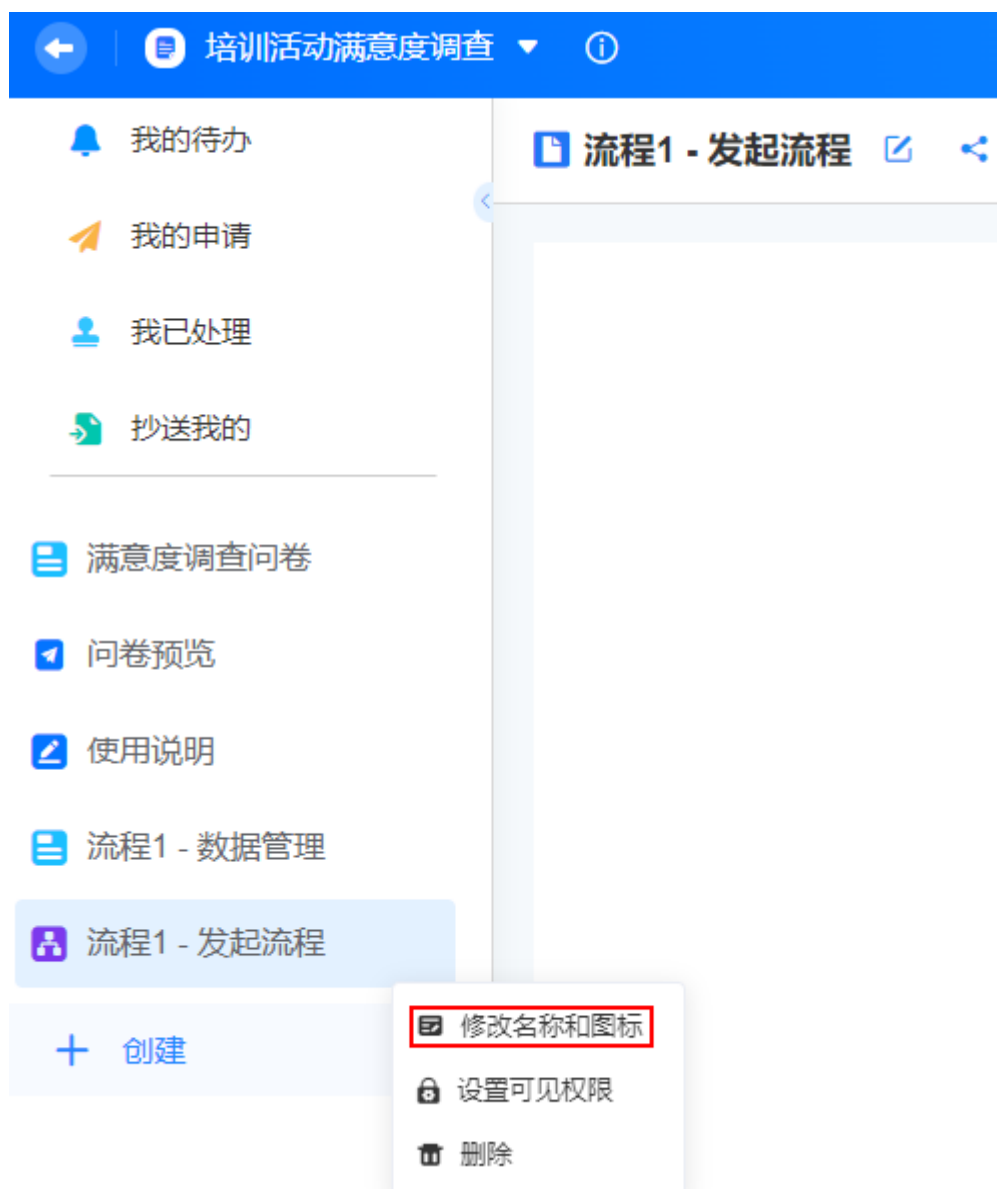 培训活动满意度调查
我的待办
我的申请
我已处理
抄送我的
满意度调查问卷
问卷预览
使用说明
流程1 - 数据管理
流程1 - 发起流程
创建
流程1 - 发起流程
修改名称和图标
设置可见权限
删除